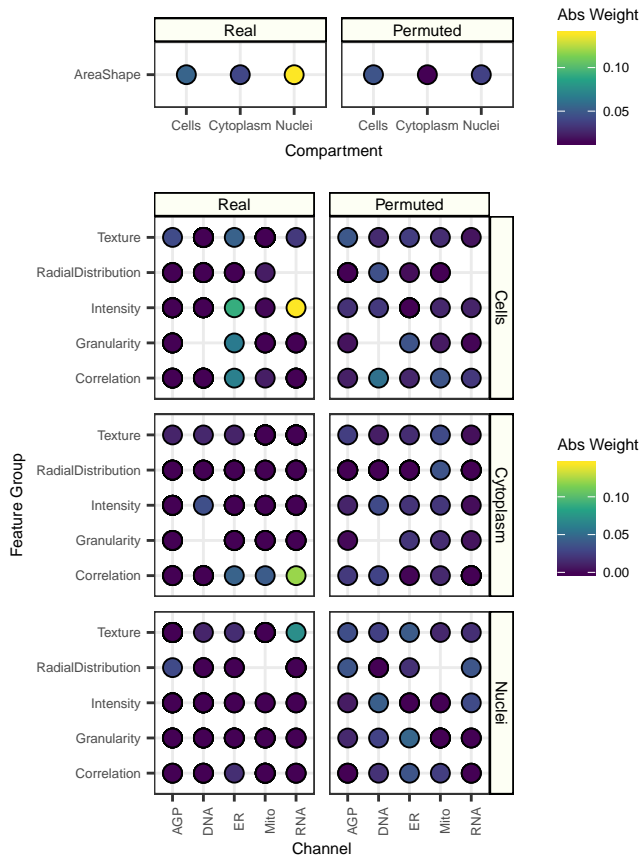 Real Permuted
AreaShape
Cells Cytoplasm Nuclei Cells Cytoplasm Nuclei
Compartment
Abs Weight
0.10
0.05
Real Permuted
Texture
RadialDistribution
Intensity
Granularity
Correlation
Cells
Texture
RadialDistribution
Intensity
Granularity
Correlation
Cytoplasm
Texture
RadialDistribution
Intensity
Granularity
Correlation
Nuclei
Feature Group
AGP DNA ER Mito RNA AGP DNA ER Mito RNA
Channel
Abs Weight
0.10
0.05
0.00